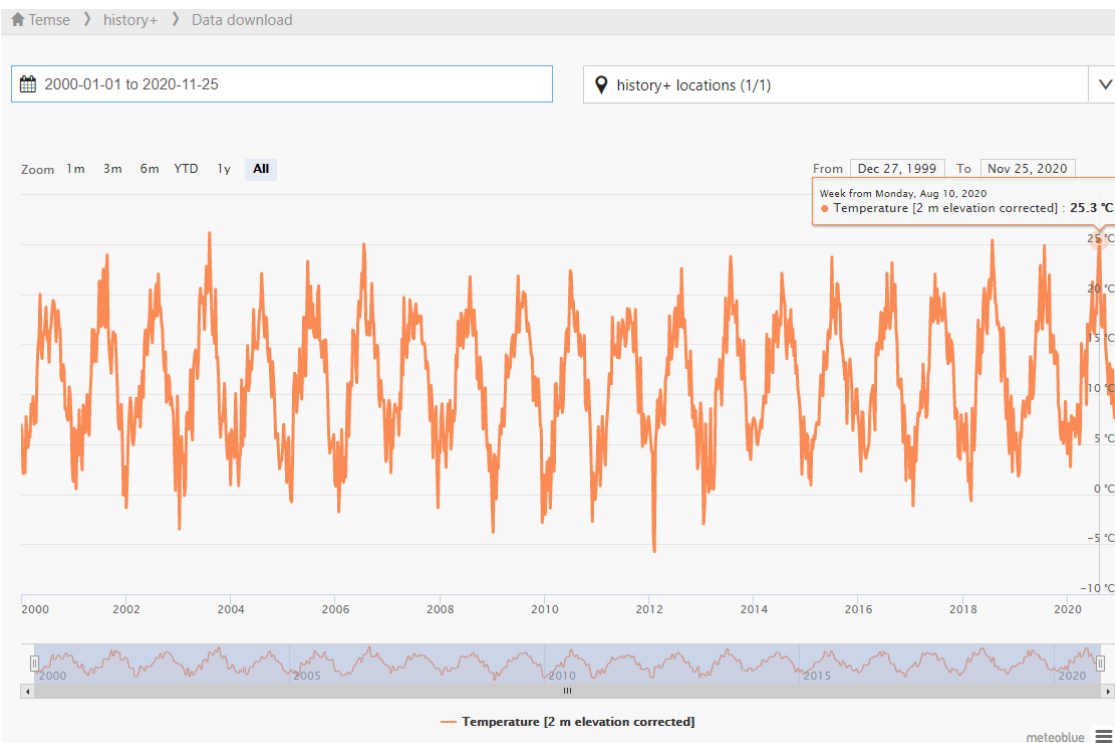 Temse > history+ > Data download
2000-01-01 to 2020-11-25
history+ locations (1/1)
Zoom 1m 3m 6m YTD 1y All
From Dec 27, 1999 To Nov 25, 2020
Week from Monday, Aug 10, 2020
Temperature [2 m elevation corrected] : 25.3 °C
25 °C
20 °C
15 °C
10 °C
5 °C
0 °C
-5 °C
-10 °C
2000 2002 2004 2006 2008 2010 2012 2014 2016 2018 2020
2000 2005 2010 2015 2020
Temperature [2 m elevation corrected]
meteoblue